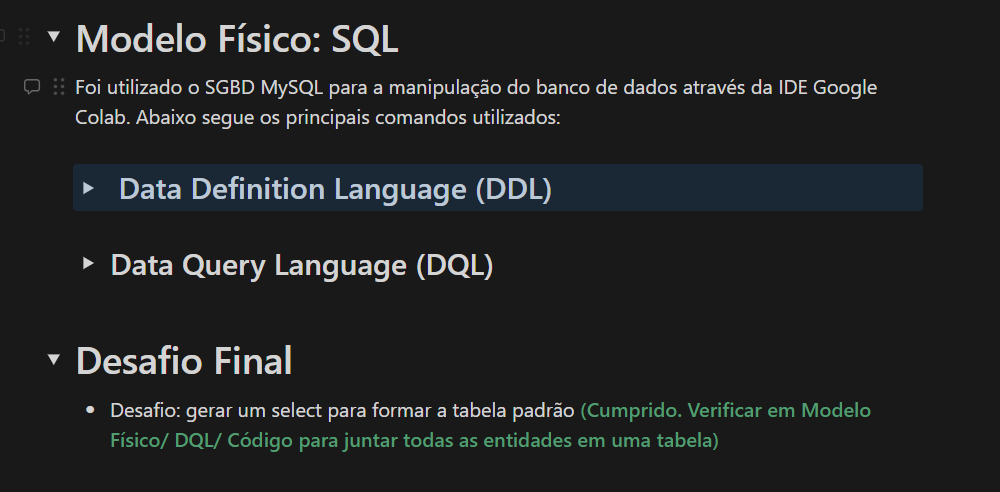 Modelo Físico: SQL
Foi utilizado o SGBD MySQL para a manipulação do banco de dados através da IDE Google
Colab. Abaixo segue os principais comandos utilizados:
Data Definition Language (DDL)
Data Query Language (DQL)
Desafio Final
Desafio: gerar um select para formar a tabela padrão (Cumprido. Verificar em Modelo
Físico/ DQL/ Código para juntar todas as entidades em uma tabela)